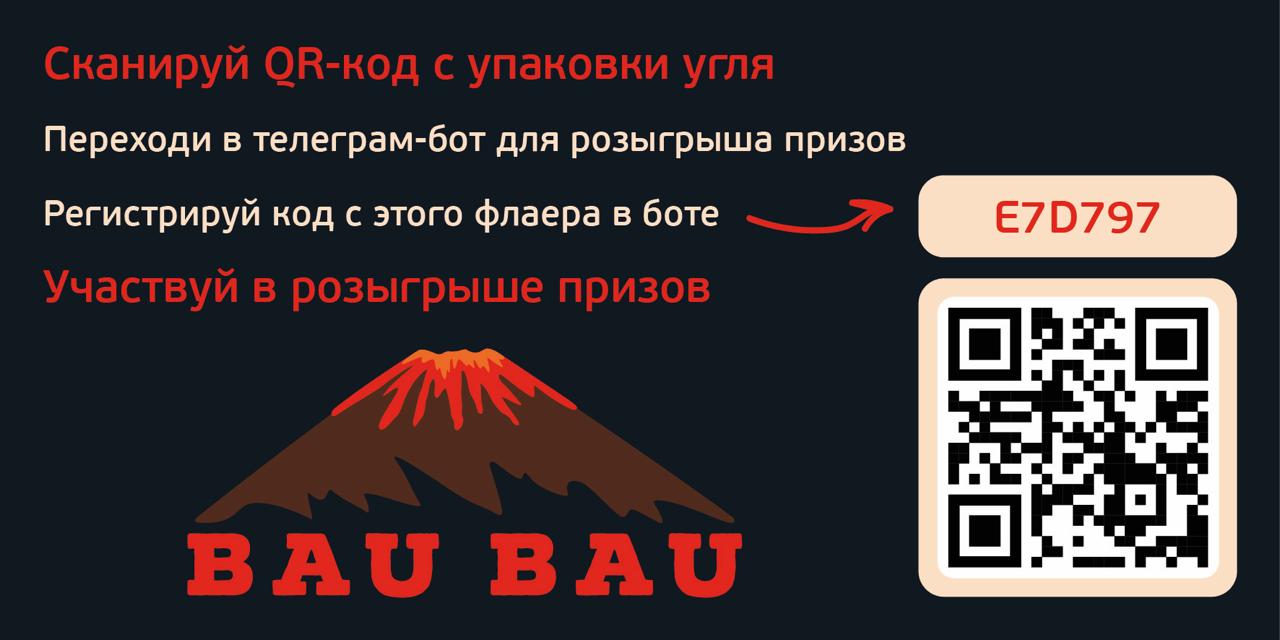 Сканируй QR-код с упаковки угля
Переходи в телеграм-бот для розыгрыша призов
Регистрируй код с этого флаера в боте
E7D797
Участвуй в розыгрыше призов
BAU BAU